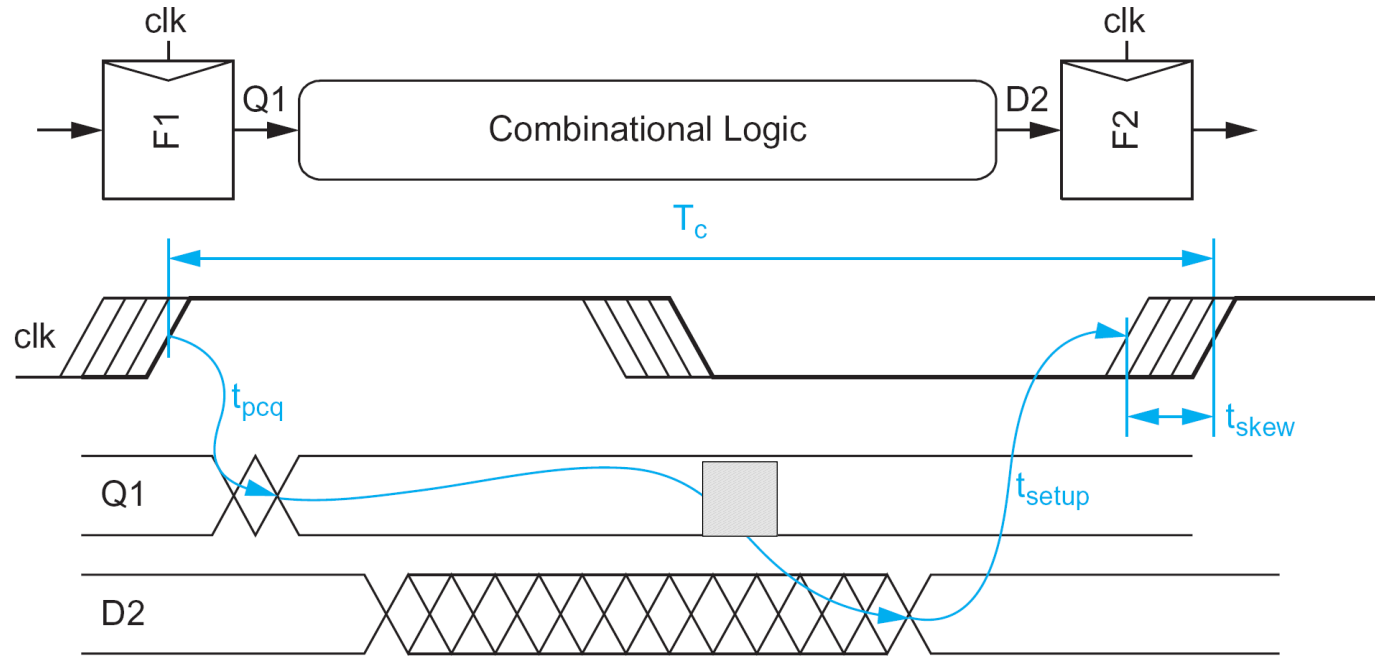 clk
clk
F1
Q1
Combinational Logic
D2
F2
Tc
clk
tpcq
tskew
Q1
tsetup
D2